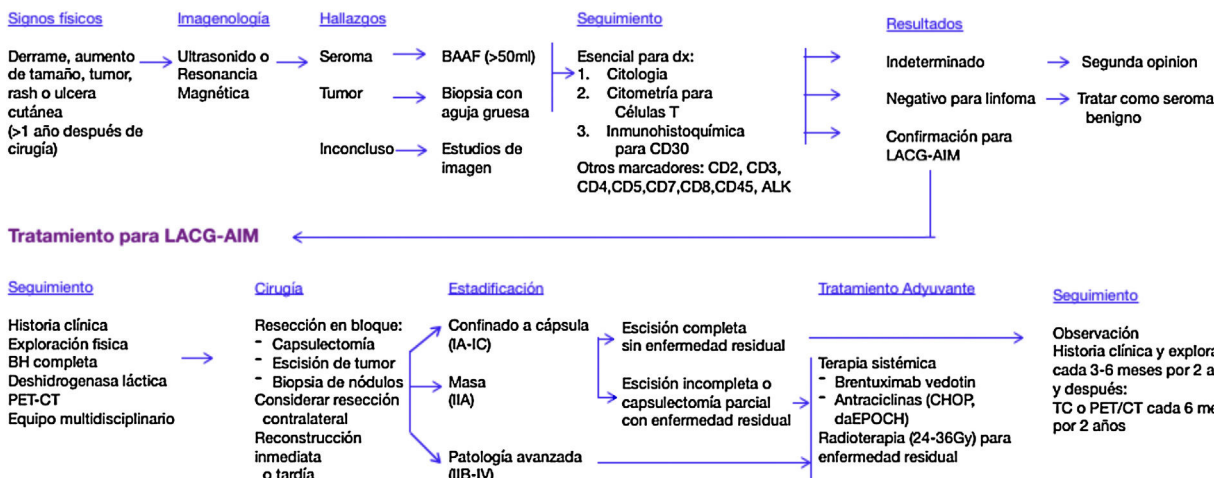 Signos físicos
Derrame, aumento
de tamaño, tumor,
rash o ulcera
cutánea
(>1 año después de
cirugía)
Imagenología
Ultrasonido o
Resonancia
Magnética
Hallazgos
Seroma
Tumor
Inconcluso
BAAF (>50ml)
Biopsia con
aguja gruesa
Estudios de
imagen
Seguimiento
Esencial para dx:
1. Citologia
2. Citometría para
Células T
3. Inmunohistoquímica
para CD30
Otros marcadores: CD2, CD3,
CD4,CD5,CD7,CD8,CD45, ALK
Resultados
Indeterminado
Negativo para linfoma
Confirmación para
LACG-AIM
Segunda opinion
Tratar como seroma
benigno
Tratamiento para LACG-AIM
Seguimiento
Historia clínica
Exploración fisica
BH completa
Deshidrogenasa láctica
PET-CT
Equipo multidisciplinario
Cirugía
Resección en bloque:
- Capsulectomía
- Escisión de tumor
- Biopsia de nódulos
Considerar resección
contralateral
Reconstrucción
inmediata
o tardía
Estadificación
Confinado a cápsula
(IA-IC)
Masa
(IIA)
Patología avanzada
(IIB-IV)
Escisión completa
sin enfermedad residual
Escisión incompleta o
capsulectomía parcial
con enfermedad residual
Tratamiento Adyuvante
Terapia sistémica
- Brentuximab vedotin
- Antraciclinas (CHOP,
daEPOCH)
Radioterapia (24-36Gy) para
enfermedad residual
Seguimiento
Observación
Historia clínica y explora
cada 3-6 meses por 2 a
y después:
TC o PET/CT cada 6 me
por 2 años